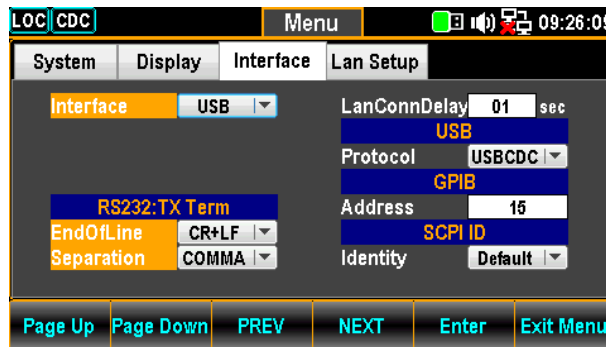 LOC CDC Menu 09:26:09
System Display Interface Lan Setup
Interface USB LanConnDelay 01 sec
USB
Protocol USBCDC
GPIB
RS232:TX Term Address 15
EndOfLine CR+LF SCPI ID
Separation COMMA Identity Default
Page Up Page Down PREV NEXT Enter Exit Menu